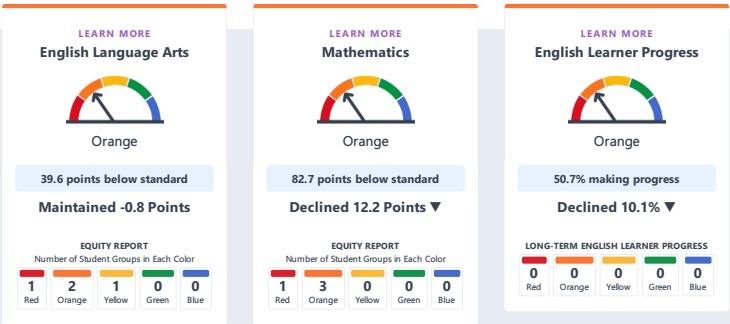 LEARN MORE
English Language Arts
Orange
39.6 points below standard
Maintained -0.8 Points
EQUITY REPORT
Number of Student Groups in Each Color
1 2 1 0 0
Red Orange Yellow Green Blue
LEARN MORE
Mathematics
Orange
82.7 points below standard
Declined 12.2 Points ▼
EQUITY REPORT
Number of Student Groups in Each Color
1 3 0 0 0
Red Orange Yellow Green Blue
LEARN MORE
English Learner Progress
Orange
50.7% making progress
Declined 10.1% ▼
LONG-TERM ENGLISH LEARNER PROGRESS
0 0 0 0 0
Red Orange Yellow Green Blue